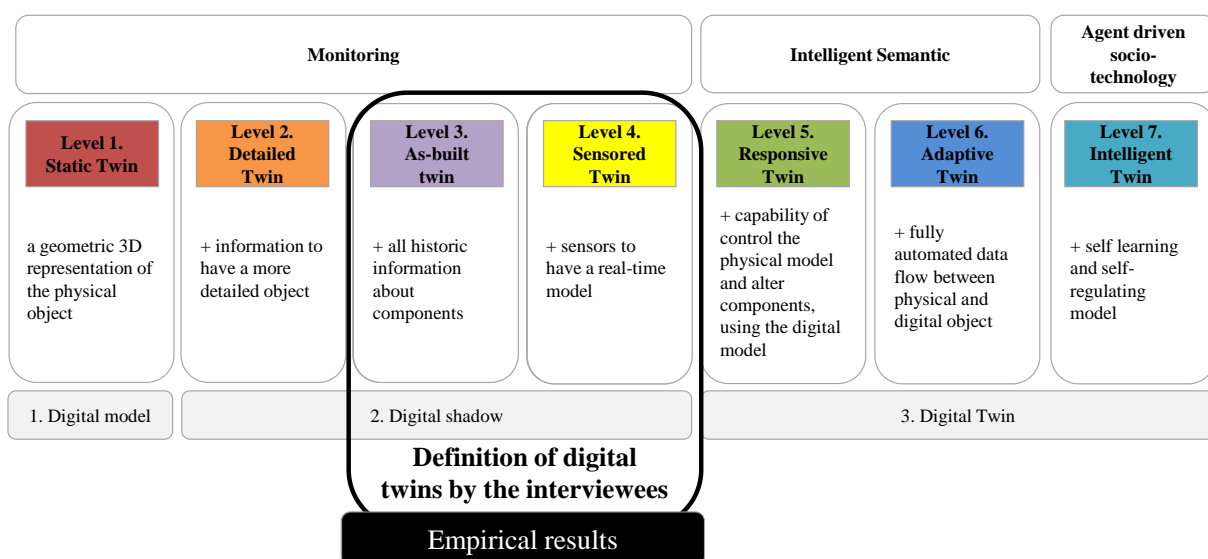 Monitoring
Intelligent Semantic
Agent driven
socio-
technology
Level 1.
Static Twin
a geometric 3D
representation of
the physical
object
Level 2.
Detailed
Twin
+ information to
have a more
detailed object
Level 3.
As-built
twin
+ all historic
information
about
components
Level 4.
Sensored
Twin
+ sensors to
have a real-time
model
Level 5.
Responsive
Twin
+ capability of
control the
physical model
and alter
components,
using the digital
model
Level 6.
Adaptive
Twin
+ fully
automated data
flow between
physical and
digital object
Level 7.
Intelligent
Twin
+ self learning
and self-
regulating
model
1. Digital model
2. Digital shadow
3. Digital Twin
Definition of digital
twins by the interviewees
Empirical results